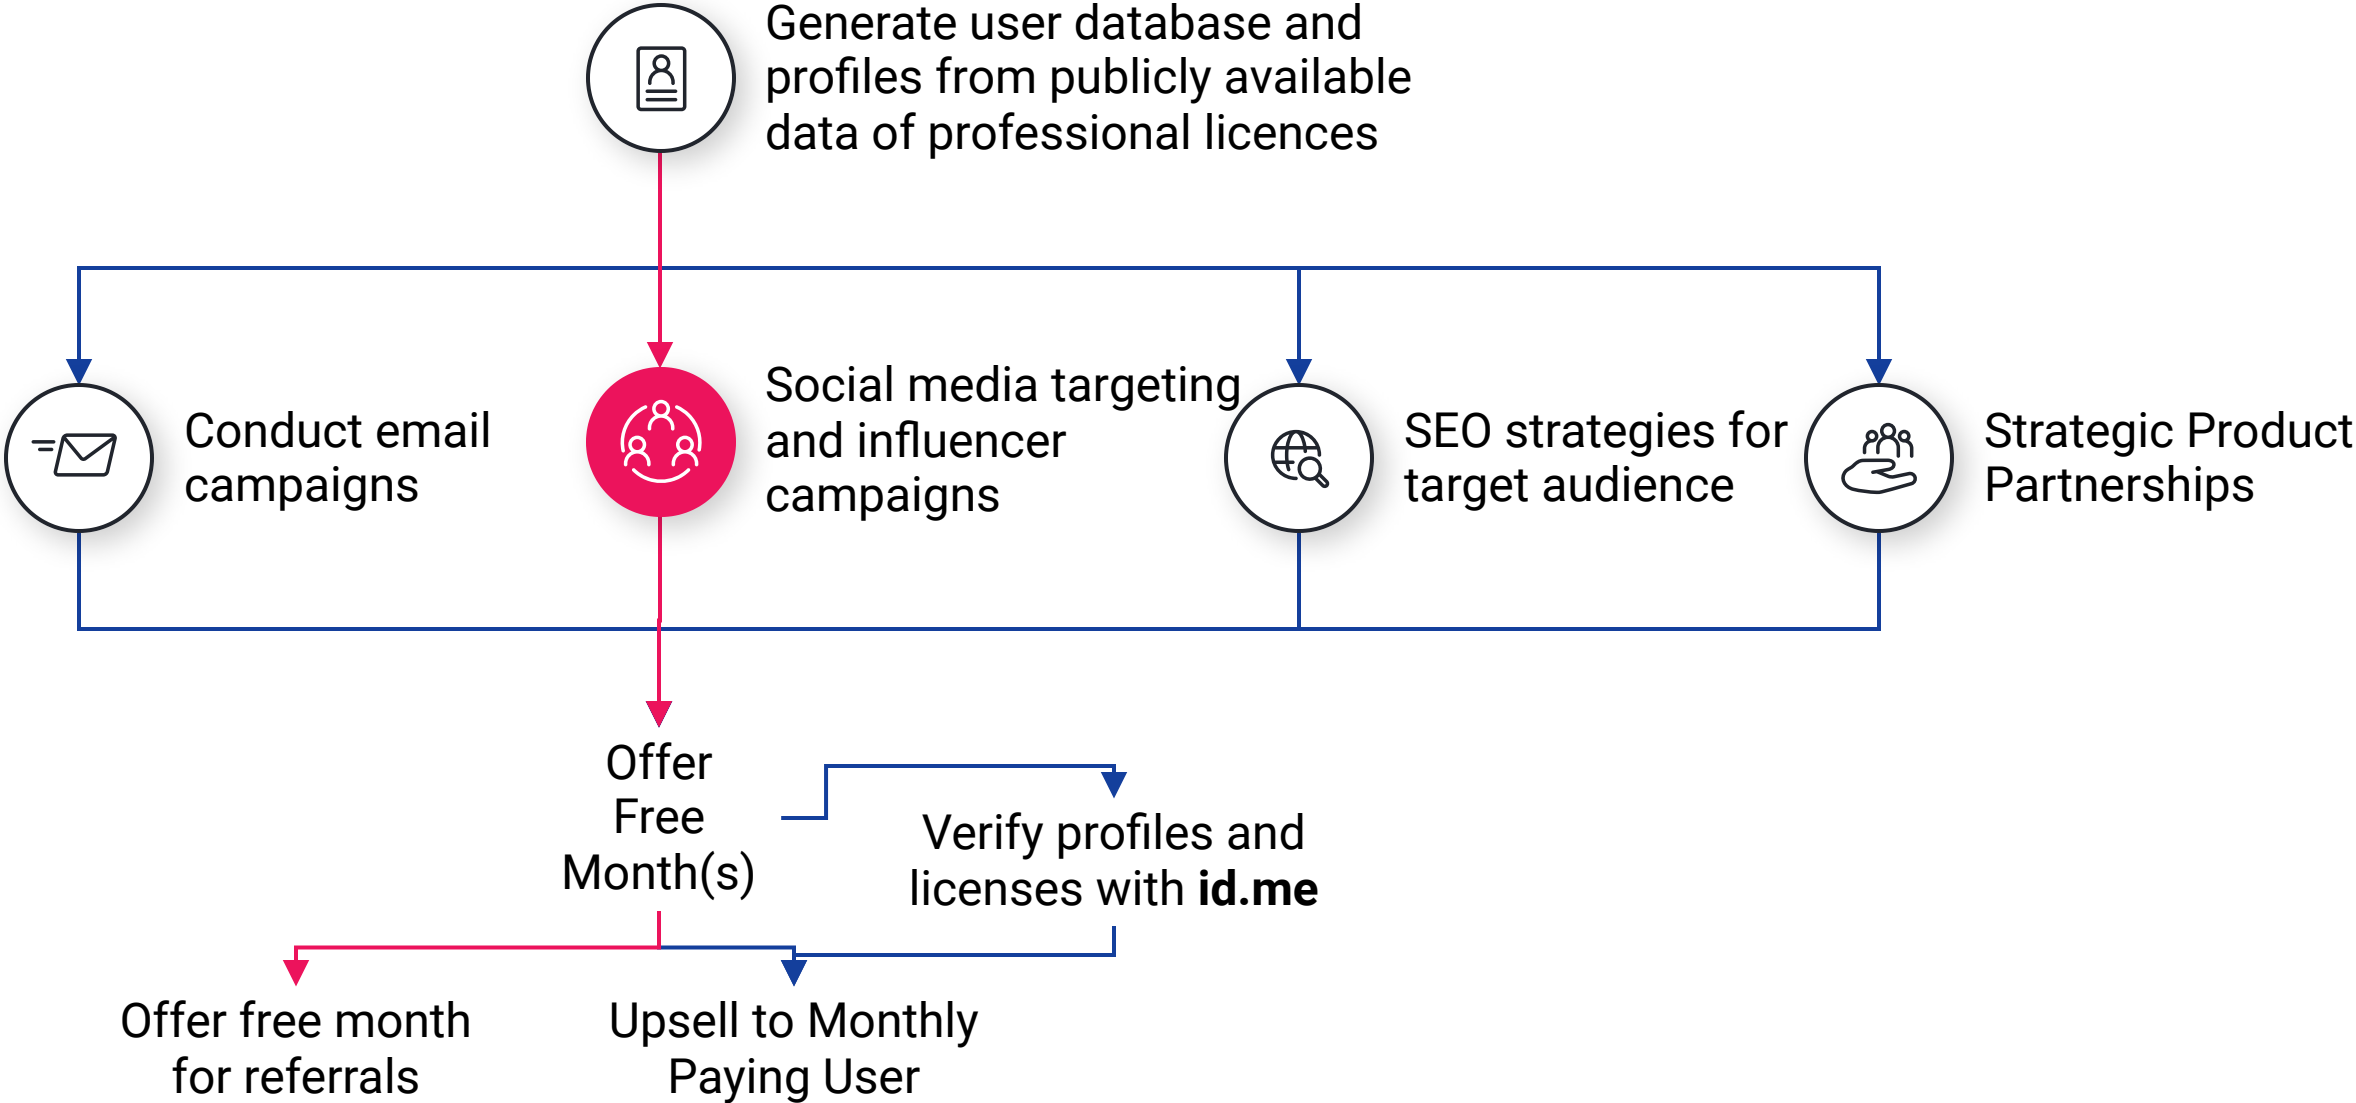 Generate user database and
profiles from publicly available
data of professional licences
Conduct email
campaigns
Social media targeting
and influencer
campaigns
SEO strategies for
target audience
Strategic Product
Partnerships
Offer
Free
Month(s)
Verify profiles and
licenses with id.me
Offer free month
for referrals
Upsell to Monthly
Paying User